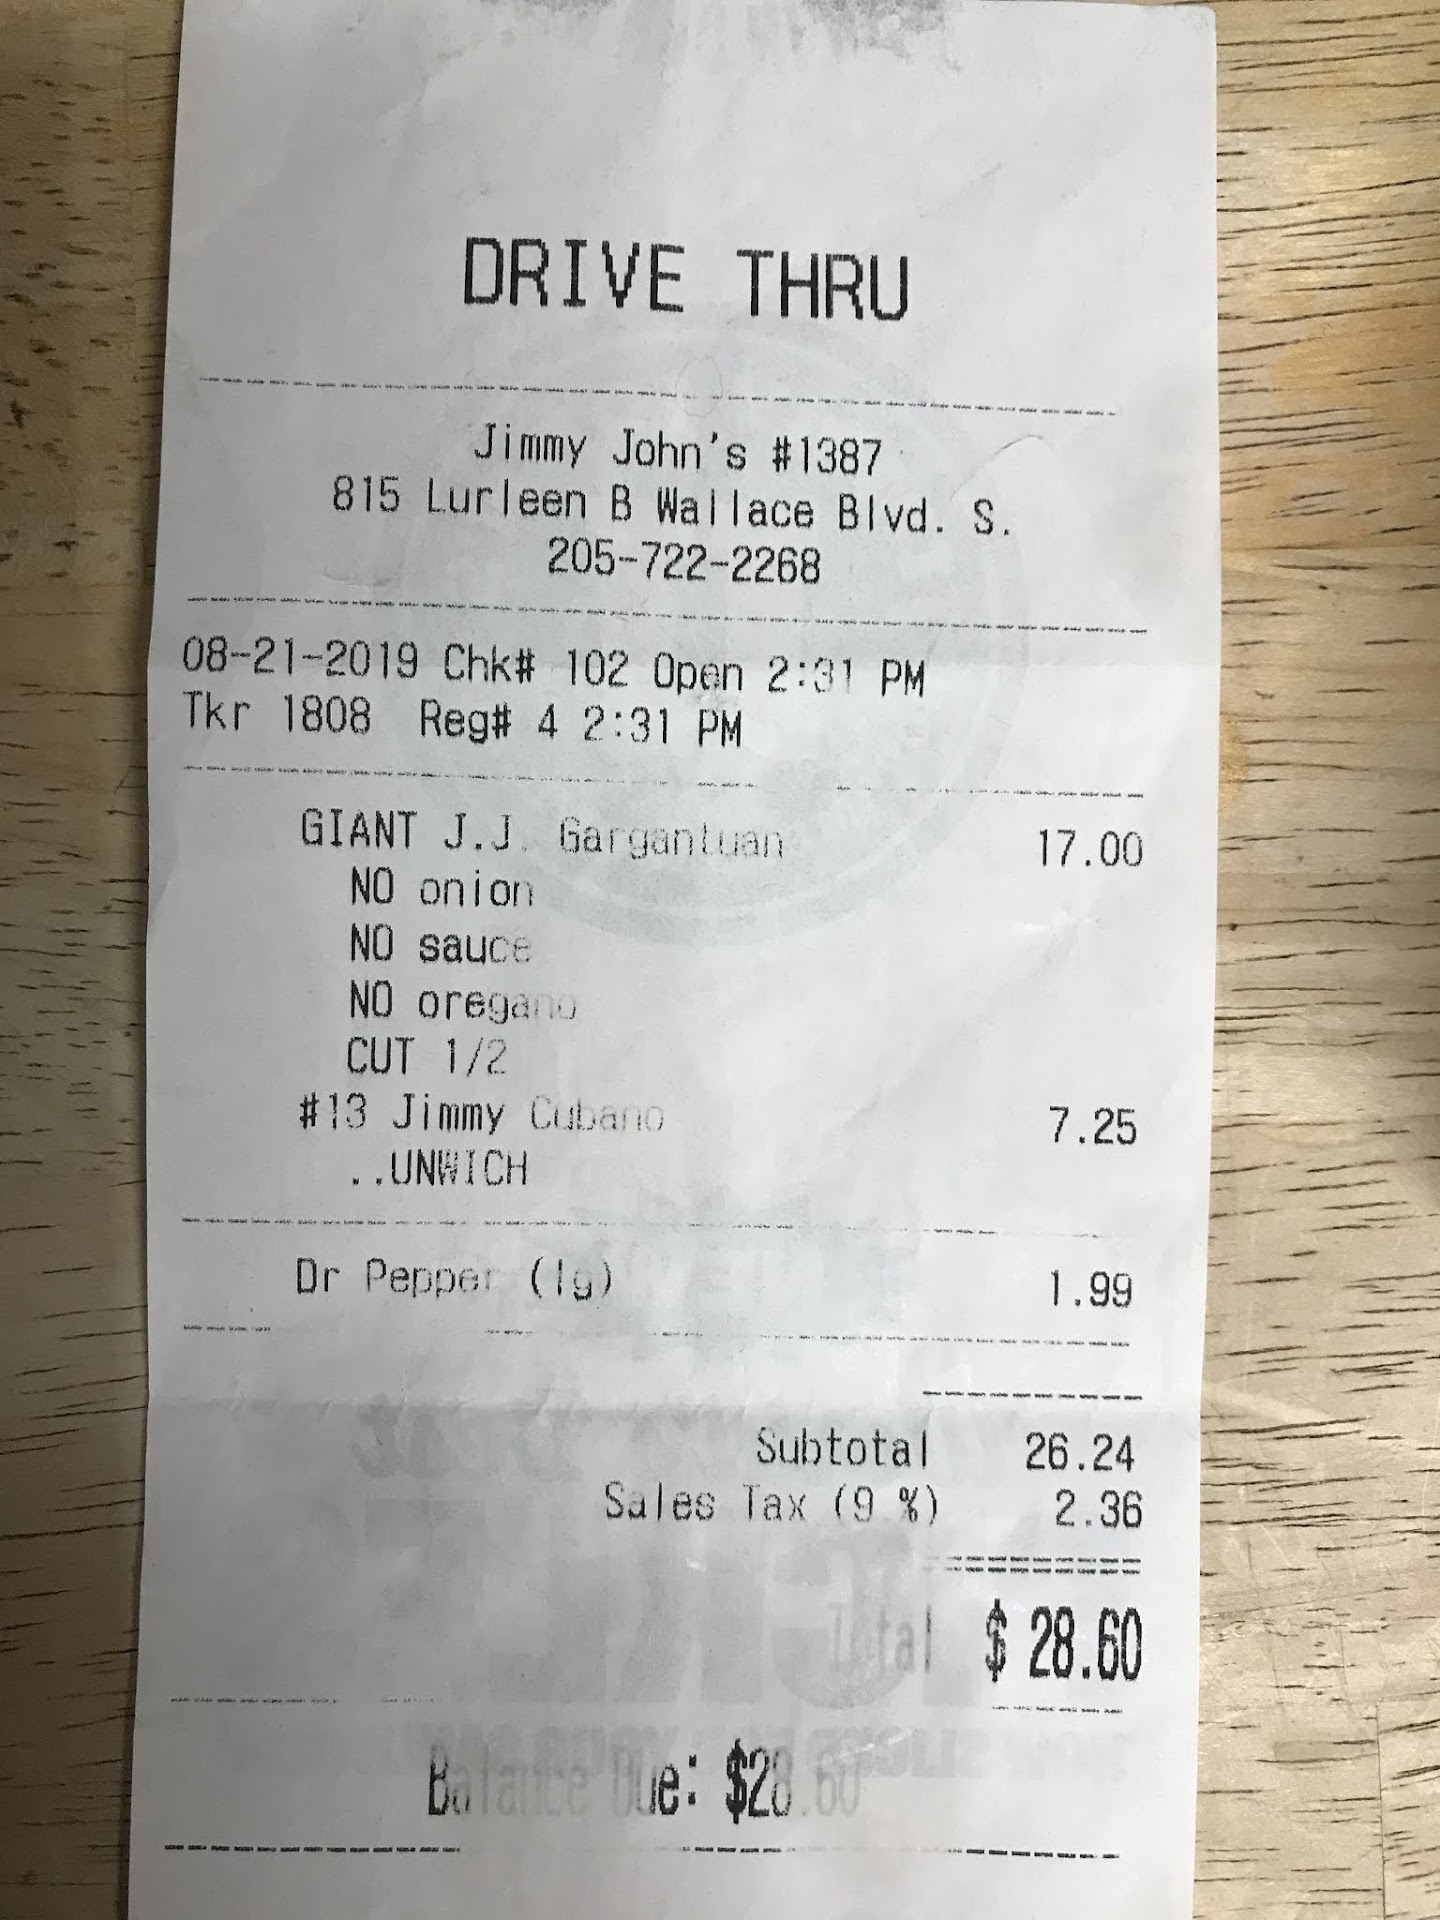 DRIVE THRU
Jimmy John's #1387
815 Lurleen B Wallace Blvd. S.
205-722-2268
08-21-2019 Chk# 102 Open 2:31 PM
Tkr 1808 Reg# 4 2:31 PM
GIANT J.J. Gargantuan 17.00
NO onion
NO sauce
NO oregano
CUT 1/2
#13 Jimmy Cubano 7.25
..UNWICH
Dr Pepper (lg) 1.99
Subtotal 26.24
Sales Tax (9 %) 2.36
Total $ 28.60
Balance Due: $28.60